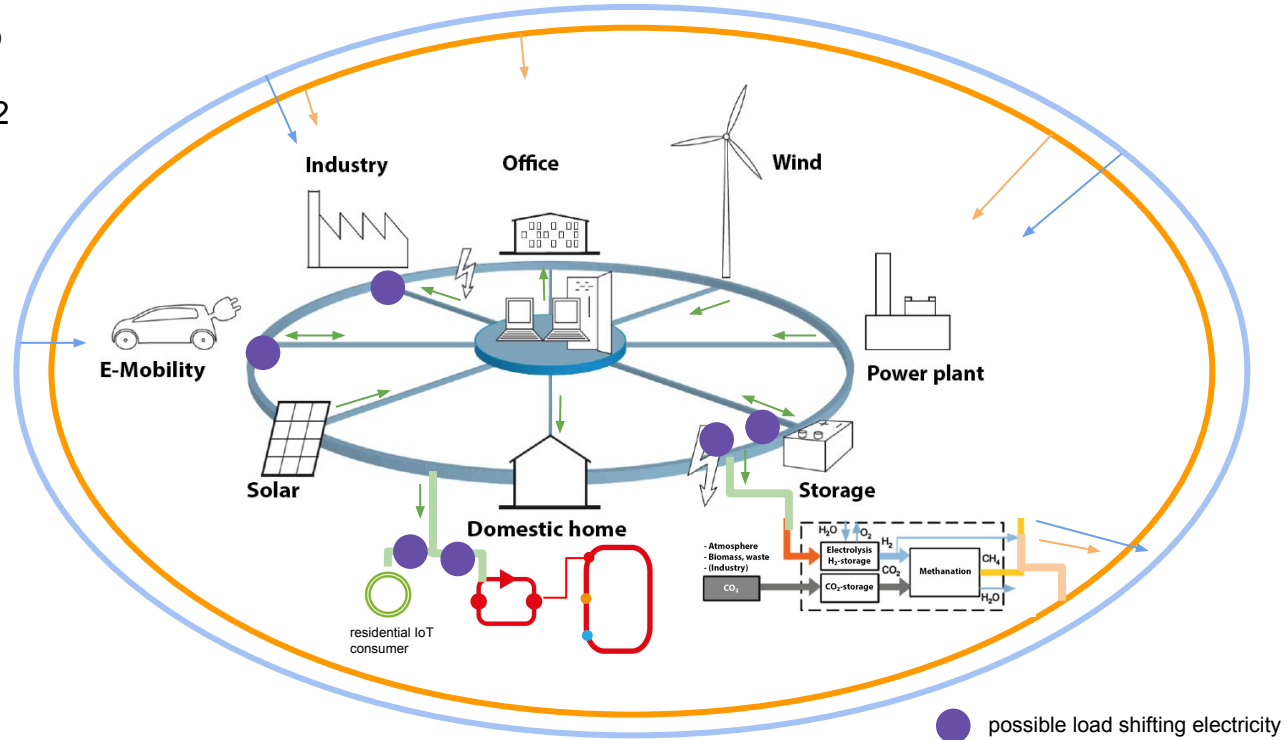 2
Industry
Office
Wind
E-Mobility
Power plant
Solar
Storage
Domestic home
residential IoT
consumer
- Atmosphere
- Biomass, waste
- (Industry)
CO₂
H₂O
O₂
Electrolysis
H₂-storage
H₂
CO₂
CO₂-storage
Methanation
CH₄
H₂O
possible load shifting electricity